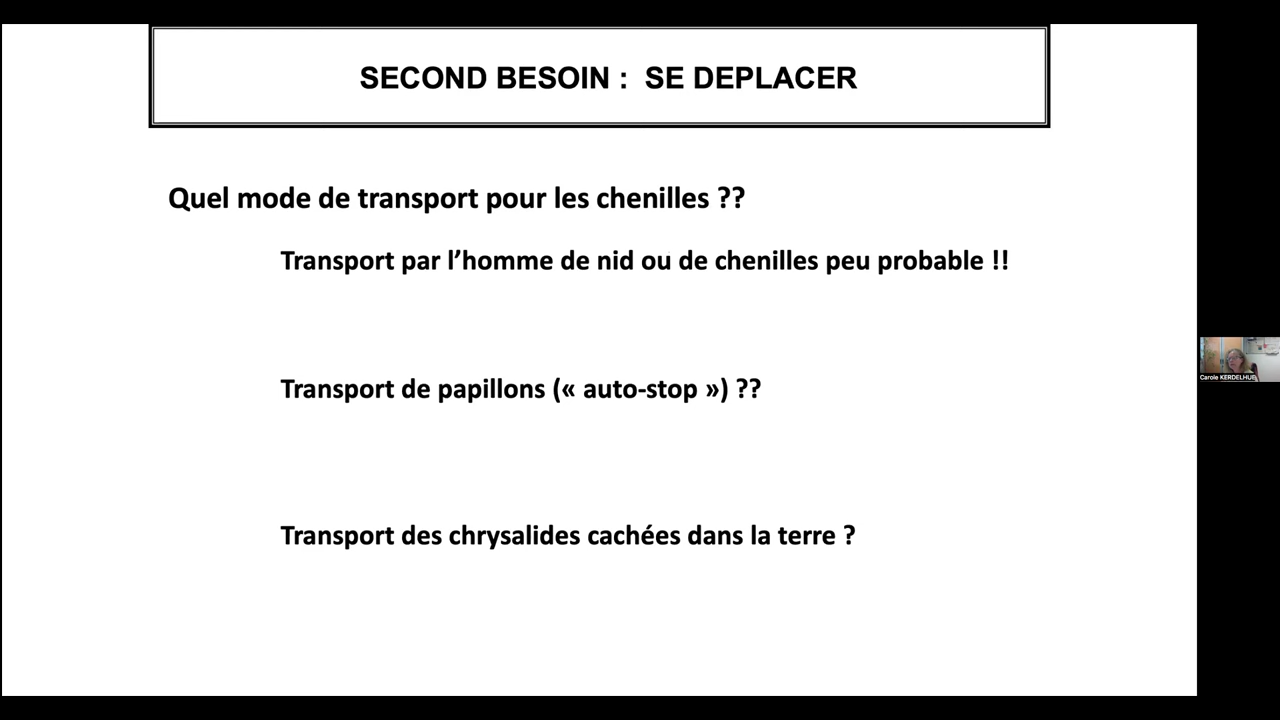 SECOND BESOIN : SE DEPLACER
Quel mode de transport pour les chenilles ??
Transport par l’homme de nid ou de chenilles peu probable !!
Transport de papillons (« auto-stop ») ??
Transport des chrysalides cachées dans la terre ?
Carole KERDELHUE